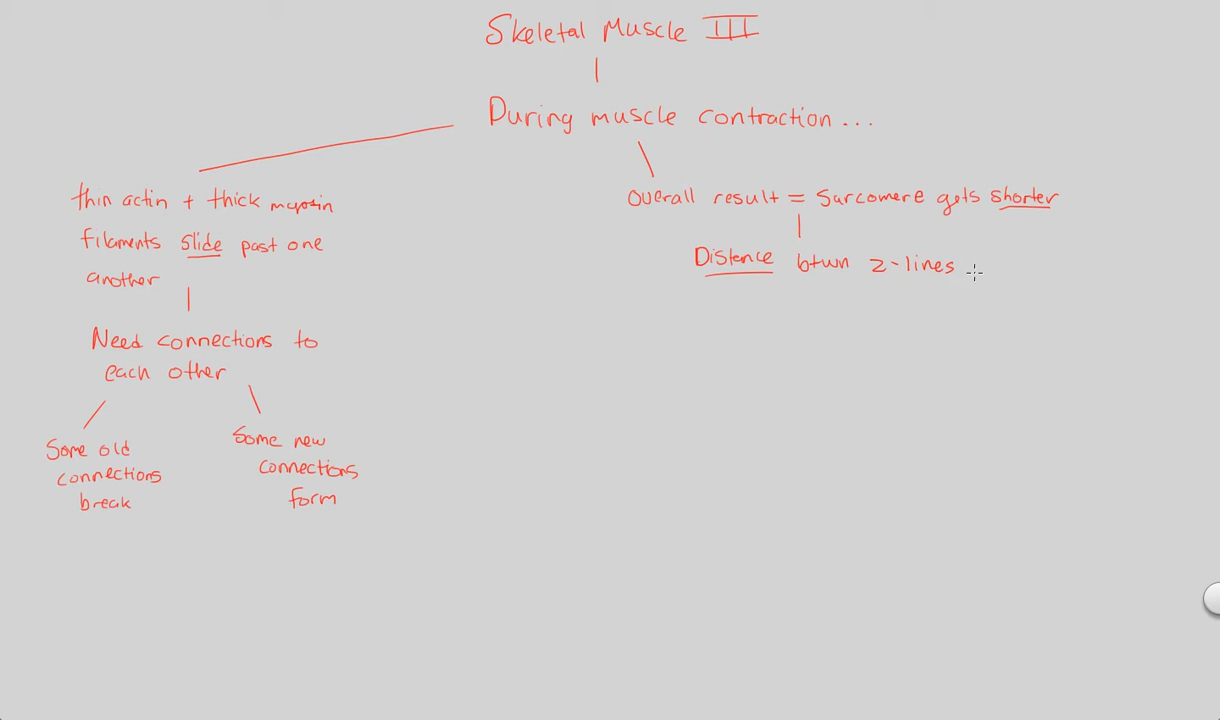 Skeletal Muscle III
During muscle contraction...
thin actin + thick myosin
filaments slide past one
another
Need connections to
each other
Some old
connections
break
Some new
connections
form
Overall result = Sarcomere gets shorter
Distance btwn z-lines